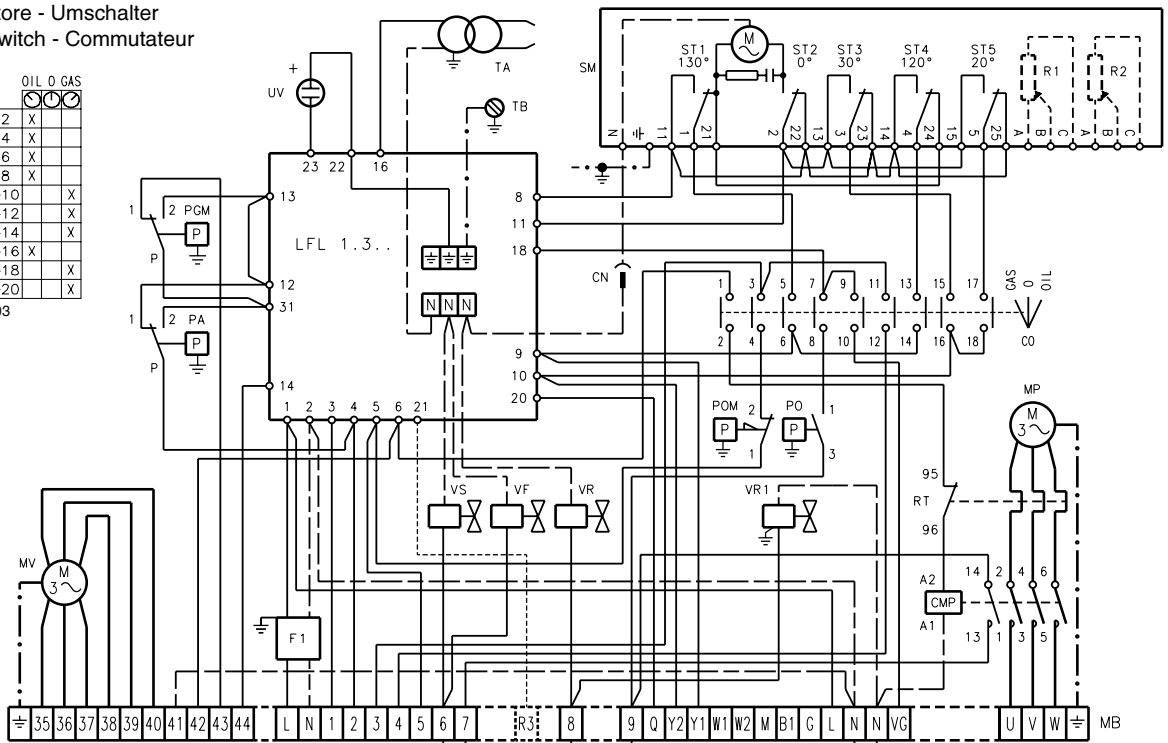 tore - Umschalter
witch - Commutateur
OIL O GAS
2 X
4 X
6 X
8 X
-10 X
-12 X
-14 X
-16 X
-18 X
-20 X
03
UV +
TA
TB
SM
M
ST1 130°
ST2 0°
ST3 30°
ST4 120°
ST5 20°
R1
R2
N 11 1 21 2 22 13 3 23 14 4 24 15 5 25 A B C A B C
23 22 16
13
12
31
14
LFL 1.3..
N N N
8
11
18
9
10
20
1 2 3 4 5 6 21
1 2 PGM
P
P
1 2 PA
P
P
CN
1 3 5 7 9 11 13 15 17
2 4 6 8 10 12 14 16 18
GAS
O
OIL
CO
POM P 2 1
PO P 1 3
MP
M
3
95
RT
96
VS
VF
VR
VR1
MV
M
3
F1
A2
CMP
A1
14 2 4 6
13 1 3 5
35 36 37 38 39 40 41 42 43 44 L N 1 2 3 4 5 6 7 R3 8 9 Q Y2 Y1 W1 W2 M B1 G L N N VG U V W MB